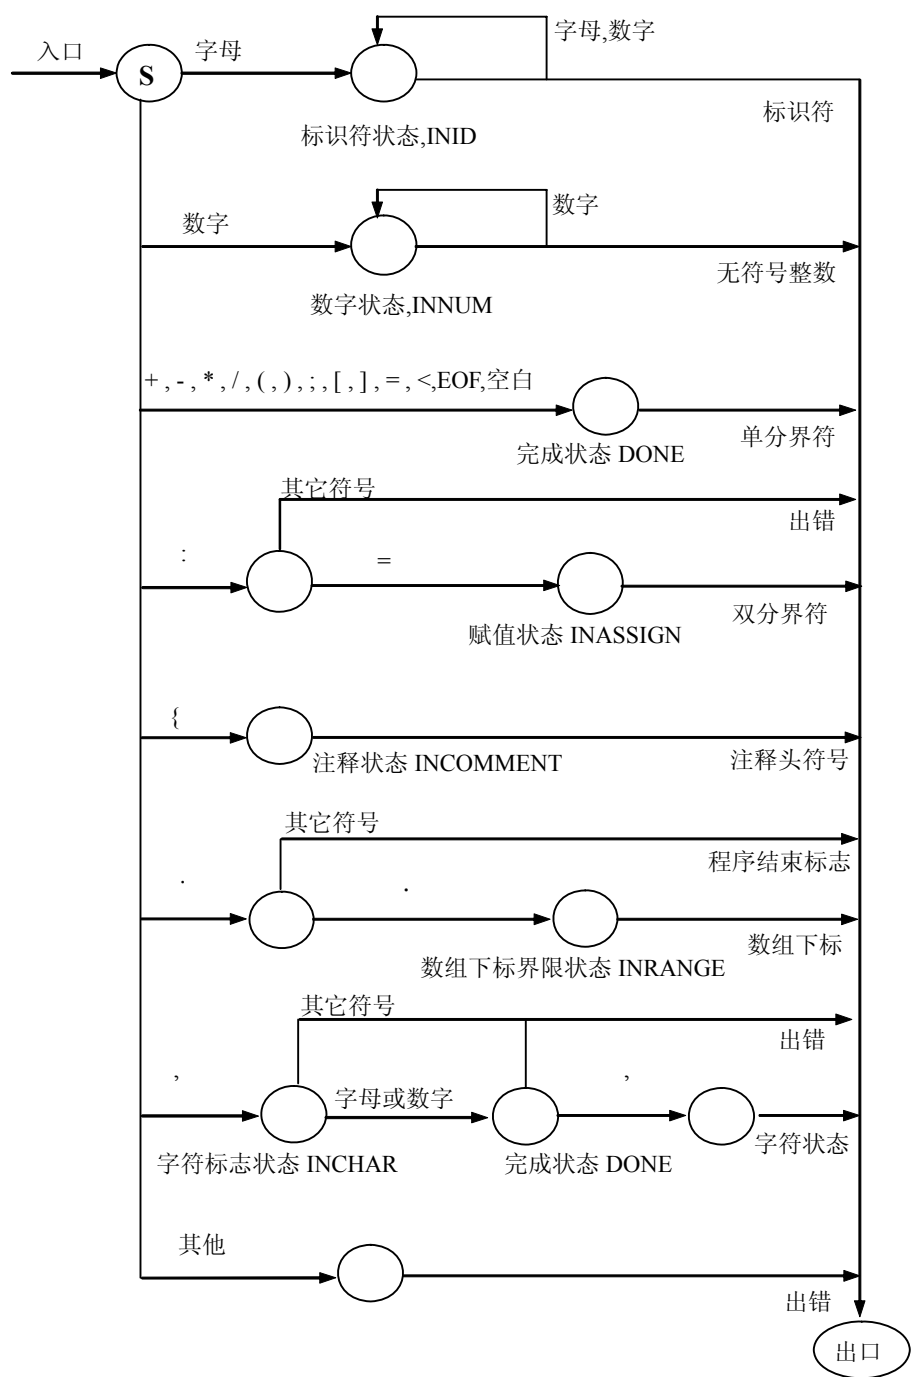 入口
S
字母
字母,数字
标识符
标识符状态,INID
数字
数字
无符号整数
数字状态,INNUM
+ , - , * , / , ( , ) , ; , [ , ] , = , <,EOF,空白
单分界符
完成状态 DONE
其它符号
出错
:
=
双分界符
赋值状态 INASSIGN
{
注释状态 INCOMMENT
注释头符号
其它符号
程序结束标志
.
.
数组下标
数组下标界限状态 INRANGE
其它符号
出错
,
字母或数字
,
字符状态
字符标志状态 INCHAR
完成状态 DONE
其他
出错
出口